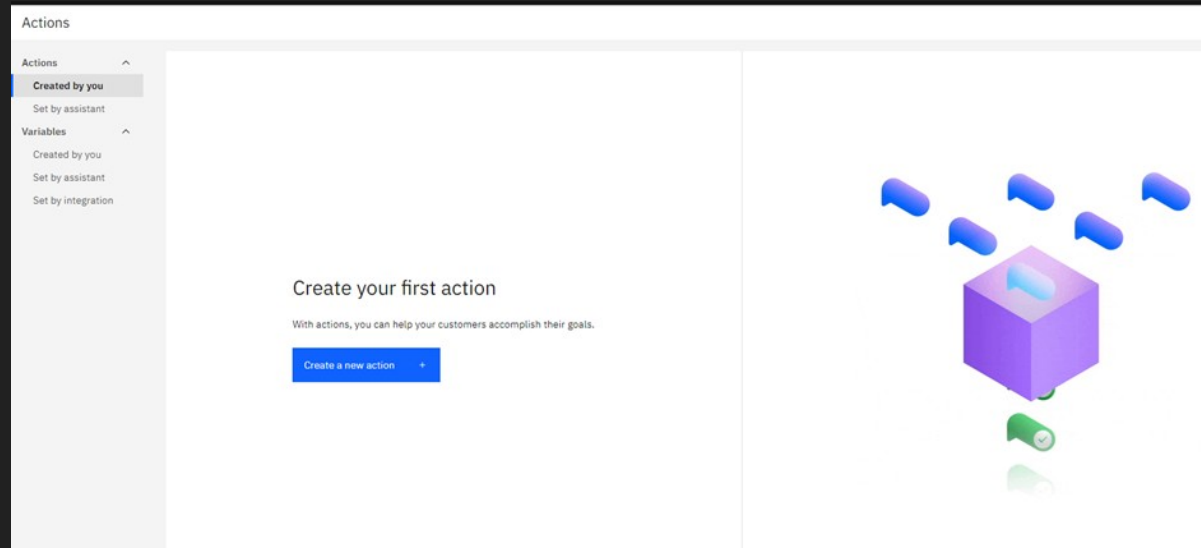 Actions
Actions
Created by you
Set by assistant
Variables
Created by you
Set by assistant
Set by integration
Create your first action
With actions, you can help your customers accomplish their goals.
Create a new action +